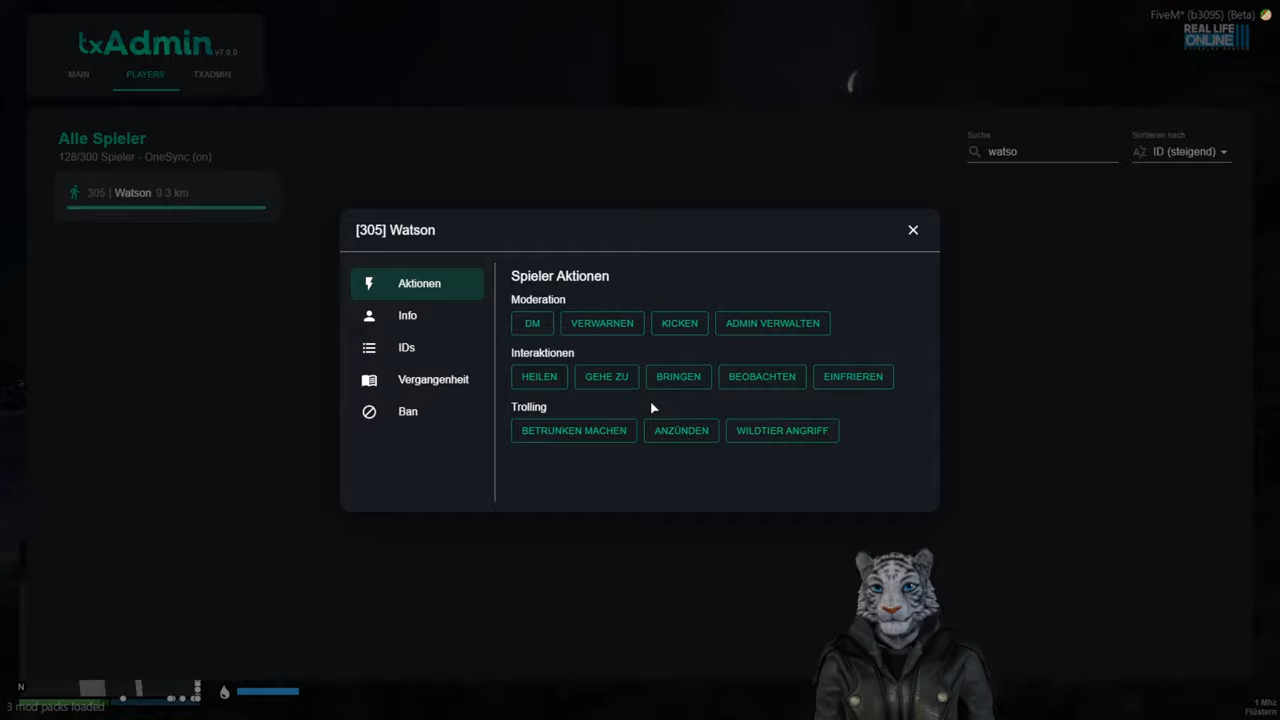 FiveM* (b3095) (Beta)
REAL LIFE
ONLINE
txAdmin v7.0.0
MAIN PLAYERS TXADMIN
Alle Spieler
128/300 Spieler - OneSync (on)
Suche
watso
Sortieren nach
AZ ID (steigend)
305 | Watson 9.3 km
[305] Watson
Aktionen
Info
IDs
Vergangenheit
Ban
Spieler Aktionen
Moderation
DM VERWARNEN KICKEN ADMIN VERWALTEN
Interaktionen
HEILEN GEHE ZU BRINGEN BEOBACHTEN EINFRIEREN
Trolling
BETRUNKEN MACHEN ANZÜNDEN WILDTIER ANGRIFF
N
3 mod packs loaded
1 Mhz
Flüstern